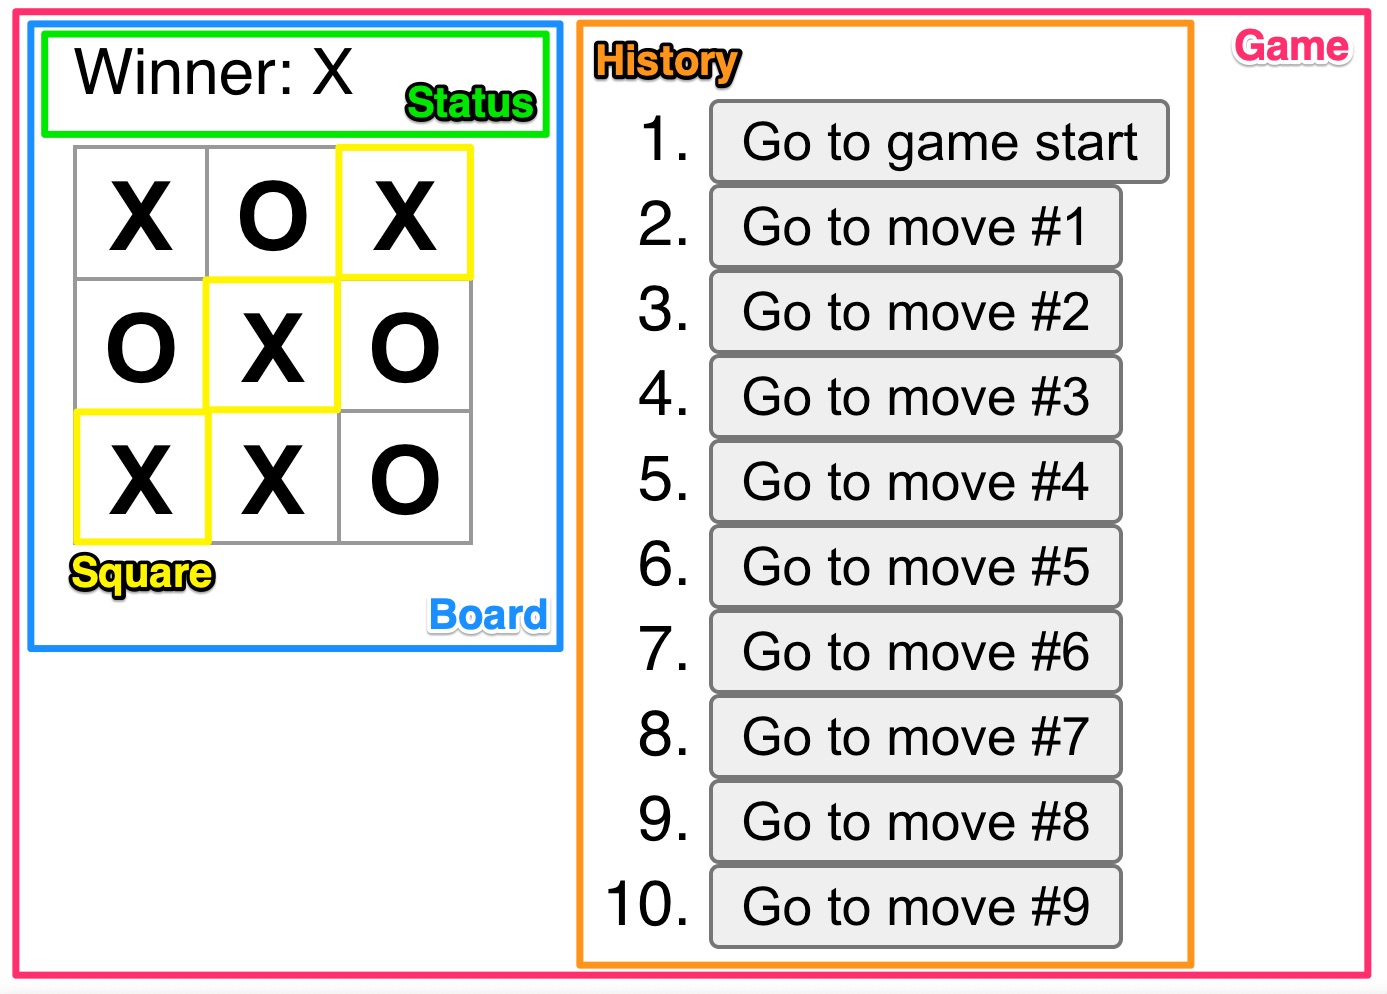 Winner: X
Status
X O X
O X O
X X O
Square
Board
History
1. Go to game start
2. Go to move #1
3. Go to move #2
4. Go to move #3
5. Go to move #4
6. Go to move #5
7. Go to move #6
8. Go to move #7
9. Go to move #8
10. Go to move #9
Game